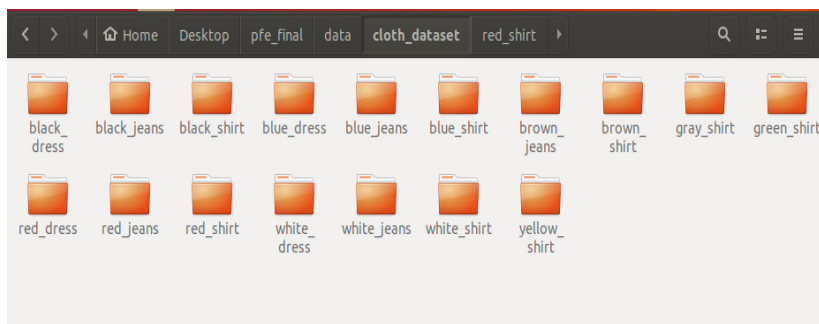 Home Desktop pfe_final data cloth_dataset red_shirt
black_ black_jeans black_shirt blue_dress blue_jeans blue_shirt brown_ brown_ gray_shirt green_shirt
dress jeans shirt
red_dress red_jeans red_shirt white_ white_jeans white_shirt yellow_
dress shirt